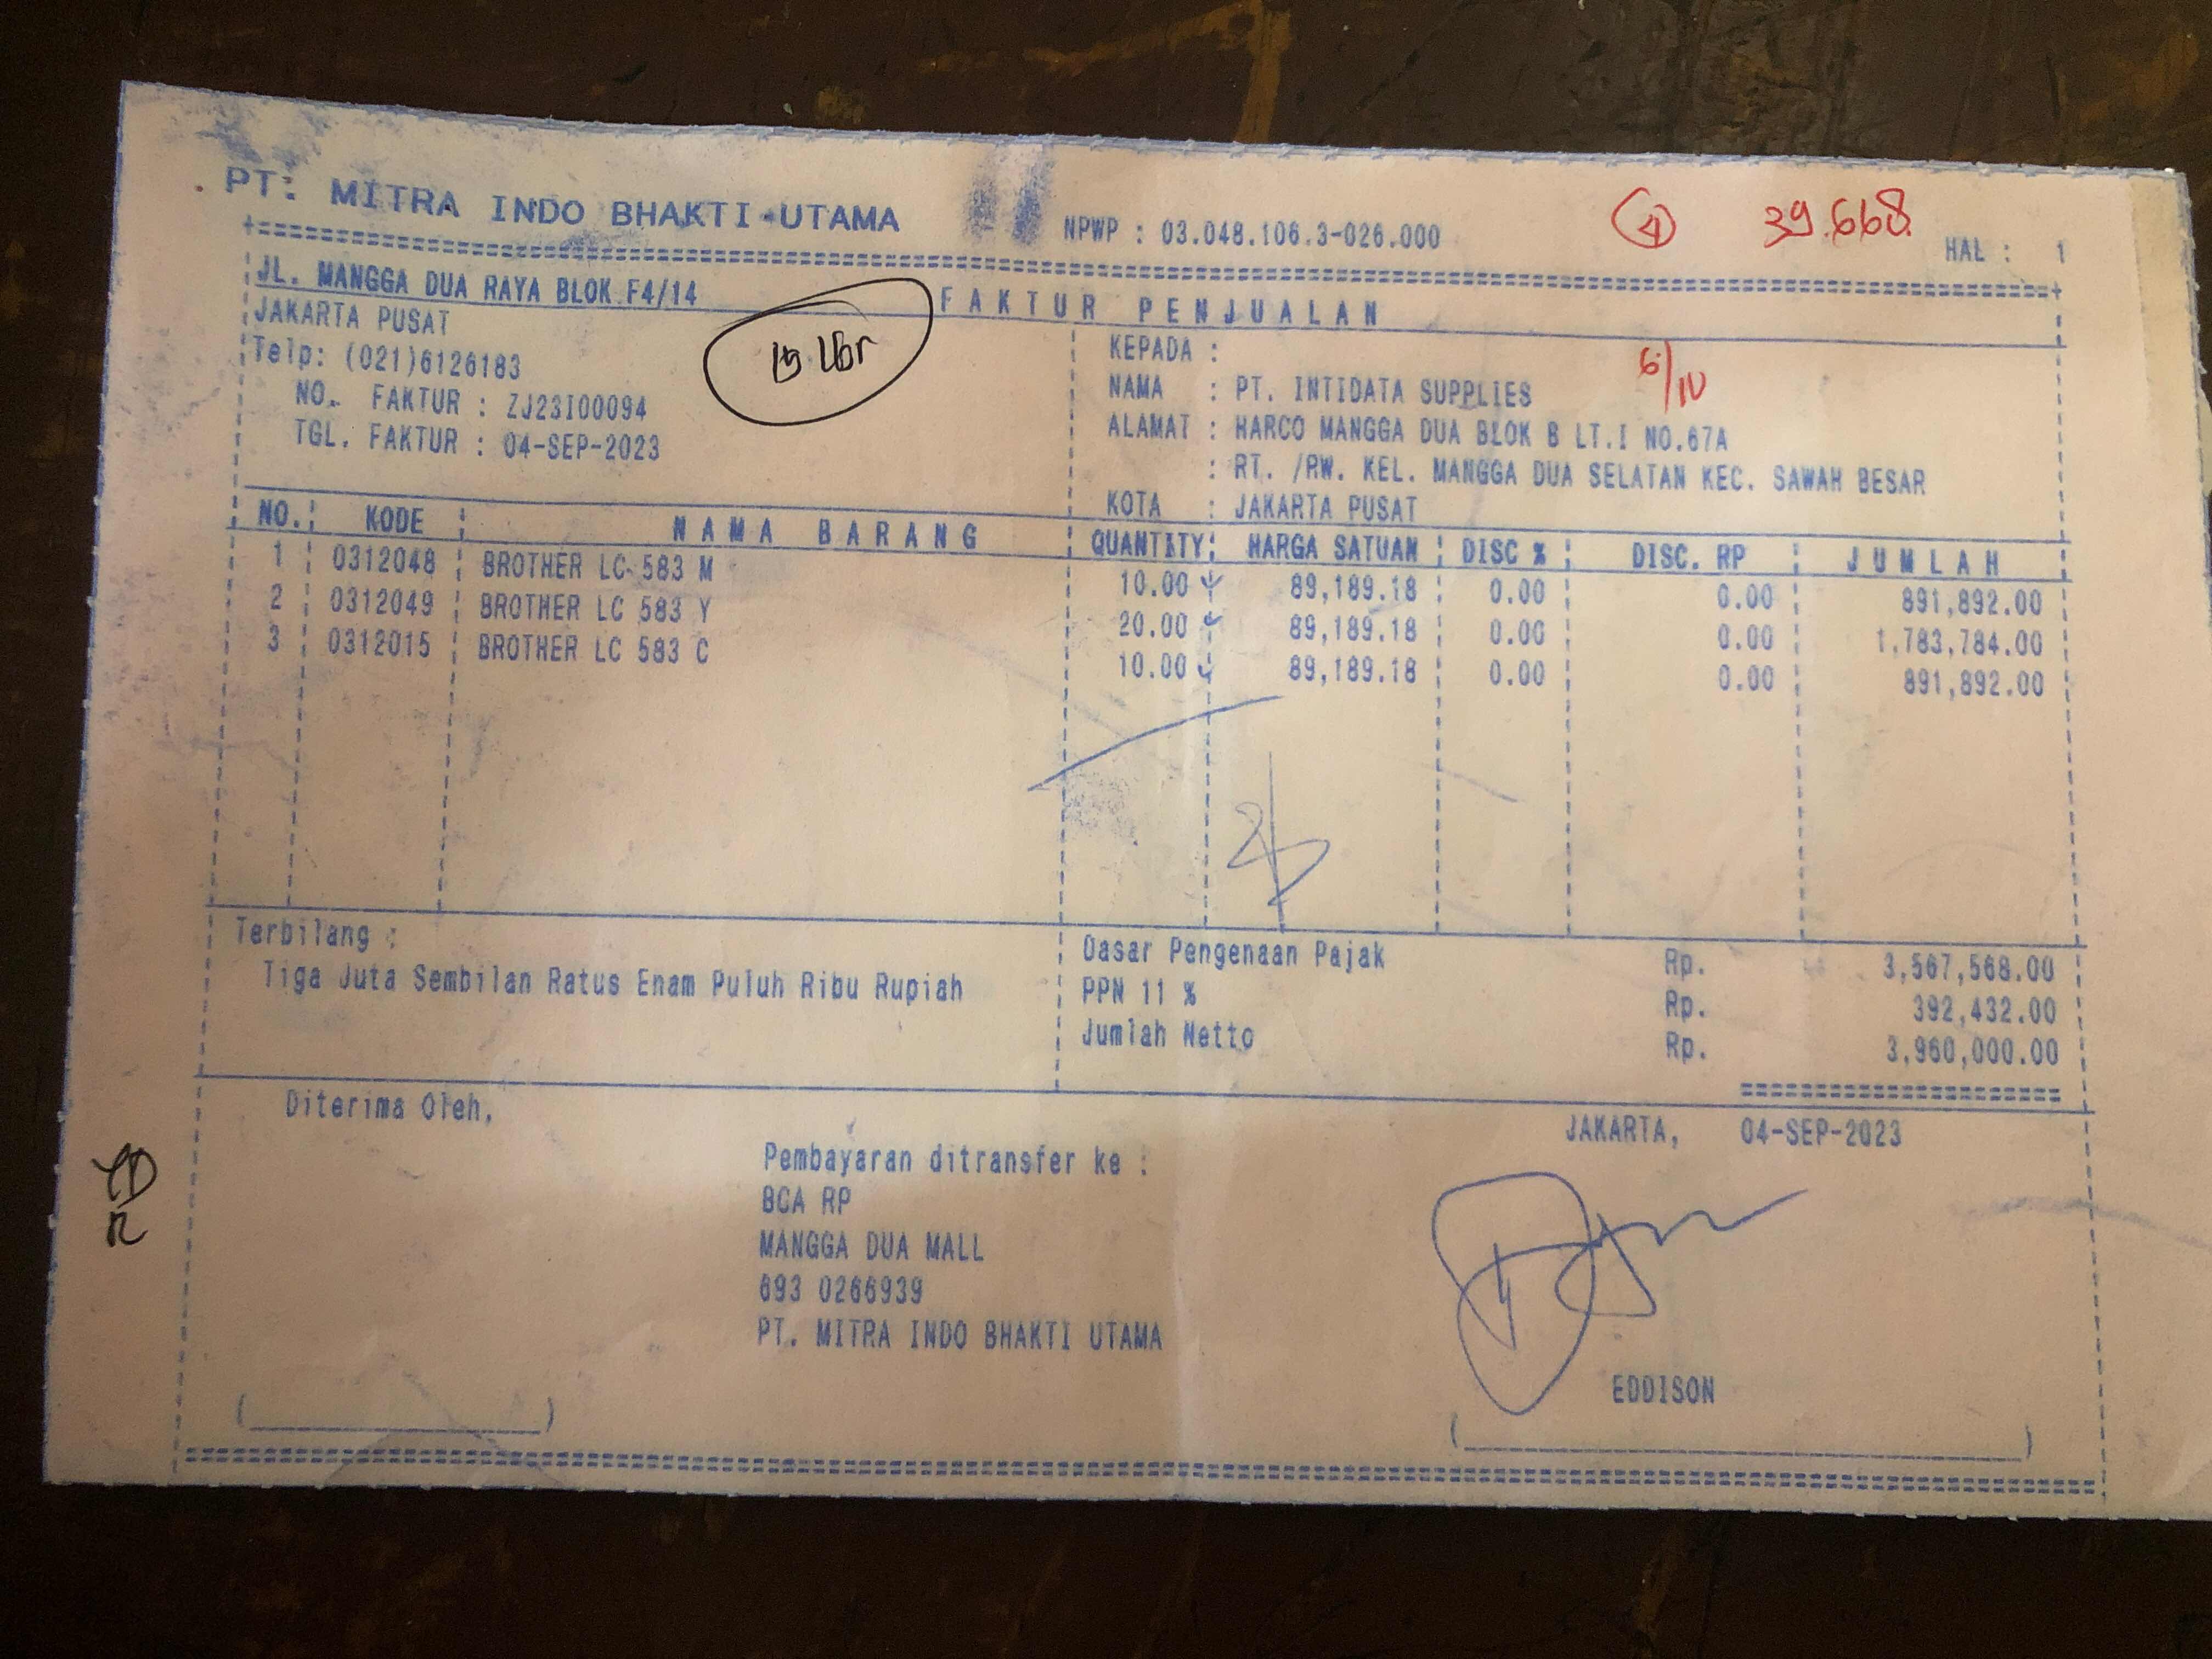 PT. MITRA INDO BHAKTI UTAMA
NPWP : 03.048.106.3-026.000
4 39.668
HAL : 1
JL. MANGGA DUA RAYA BLOK F4/14
FAKTUR PENJUALAN
JAKARTA PUSAT
Telp: (021)6126183
NO. FAKTUR : ZJ23I00094
TGL. FAKTUR : 04-SEP-2023
Lbr
KEPADA :
NAMA : PT. INTIDATA SUPPLIES
ALAMAT : HARCO MANGGA DUA BLOK B LT.I NO.67A
: RT. /RW. KEL. MANGGA DUA SELATAN KEC. SAWAH BESAR
KOTA : JAKARTA PUSAT
NO. KODE NAMA BARANG QUANTITY HARGA SATUAN DISC % DISC. RP JUMLAH
1 0312048 BROTHER LC 583 M 10.00 89,189.18 0.00 0.00 891,892.00
2 0312049 BROTHER LC 583 Y 20.00 89,189.18 0.00 0.00 1,783,784.00
3 0312015 BROTHER LC 583 C 10.00 89,189.18 0.00 0.00 891,892.00
Terbilang :
Tiga Juta Sembilan Ratus Enam Puluh Ribu Rupiah
Dasar Pengenaan Pajak Rp. 3,567,568.00
PPN 11 % Rp. 392,432.00
Jumlah Netto Rp. 3,960,000.00
Diterima Oleh,
JAKARTA, 04-SEP-2023
Pembayaran ditransfer ke :
BCA RP
MANGGA DUA MALL
693 0266939
PT. MITRA INDO BHAKTI UTAMA
EDDISON